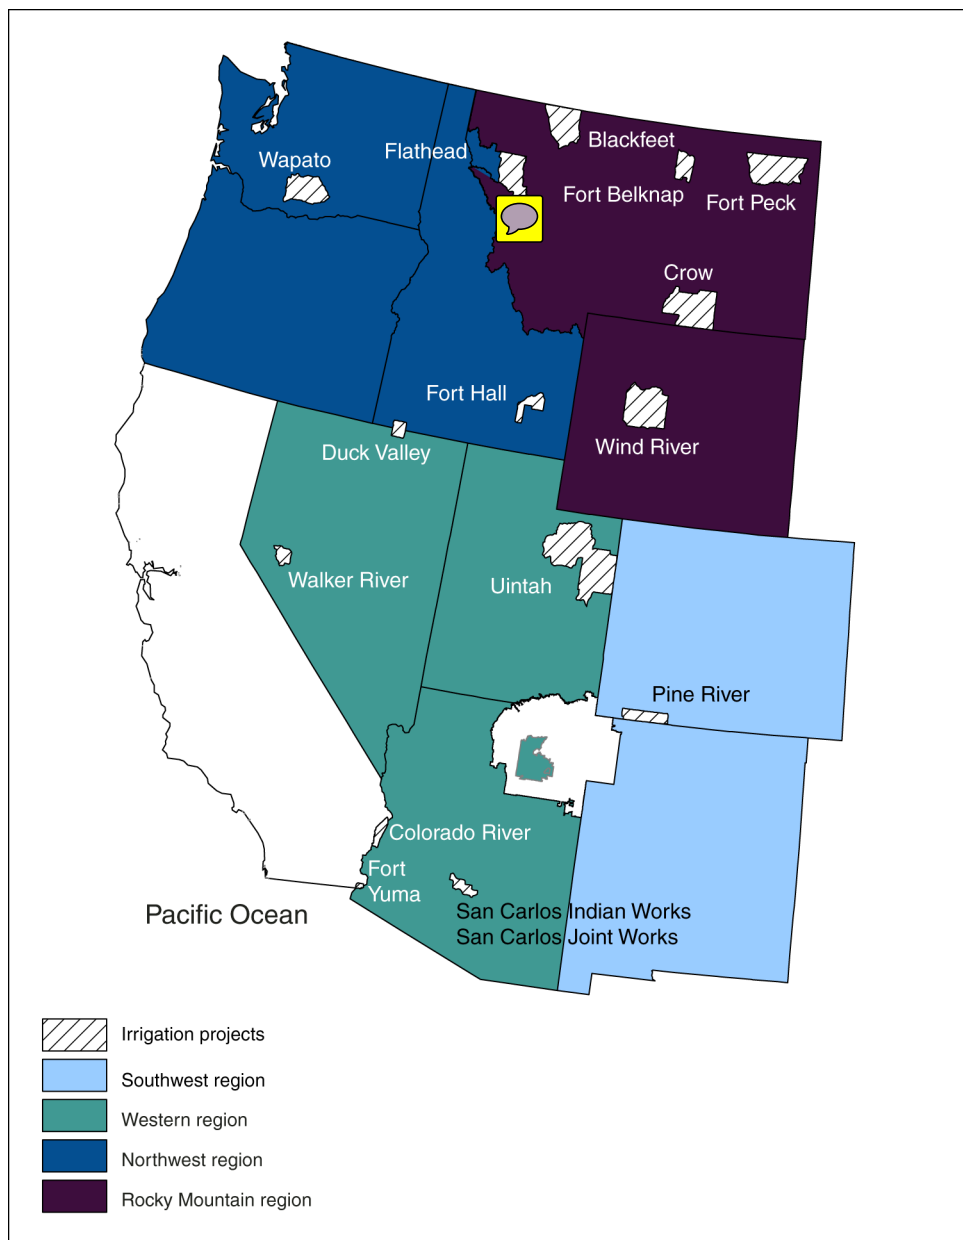 Blackfeet
Flathead
Wapato
Fort Belknap
Fort Peck
Crow
Fort Hall
Wind River
Duck Valley
Walker River
Uintah
Pine River
Colorado River
Fort
Yuma
San Carlos Indian Works
San Carlos Joint Works
Pacific Ocean
Irrigation projects
Southwest region
Western region
Northwest region
Rocky Mountain region